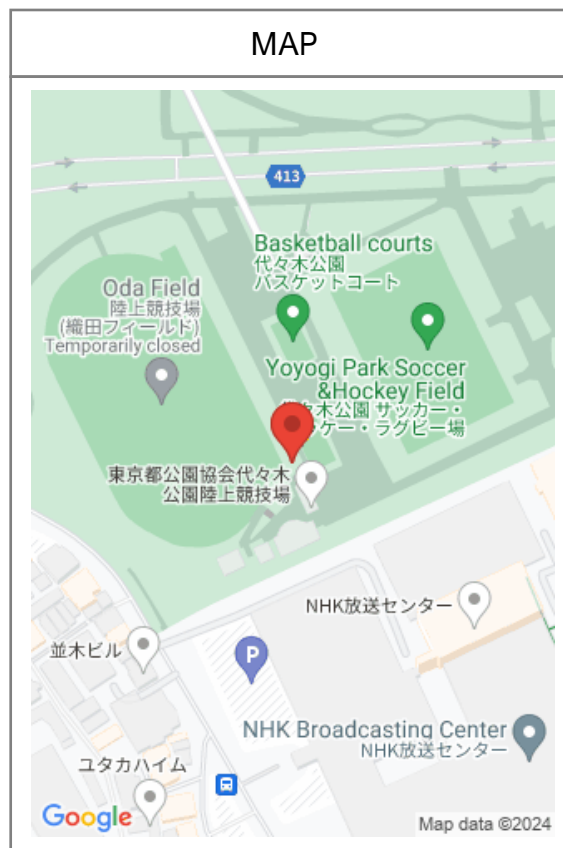 MAP
413
Basketball courts
代々木公園
バスケットコート
Oda Field
陸上競技場
(織田フィールド)
Temporarily closed
Yoyogi Park Soccer
&Hockey Field
木公園 サッカー・
ケー・ラグビー場
東京都公園協会代々木
公園陸上競技場
NHK放送センター
並木ビル
P
NHK Broadcasting Center
NHK放送センター
ユタカハイム
Google
Map data ©2024